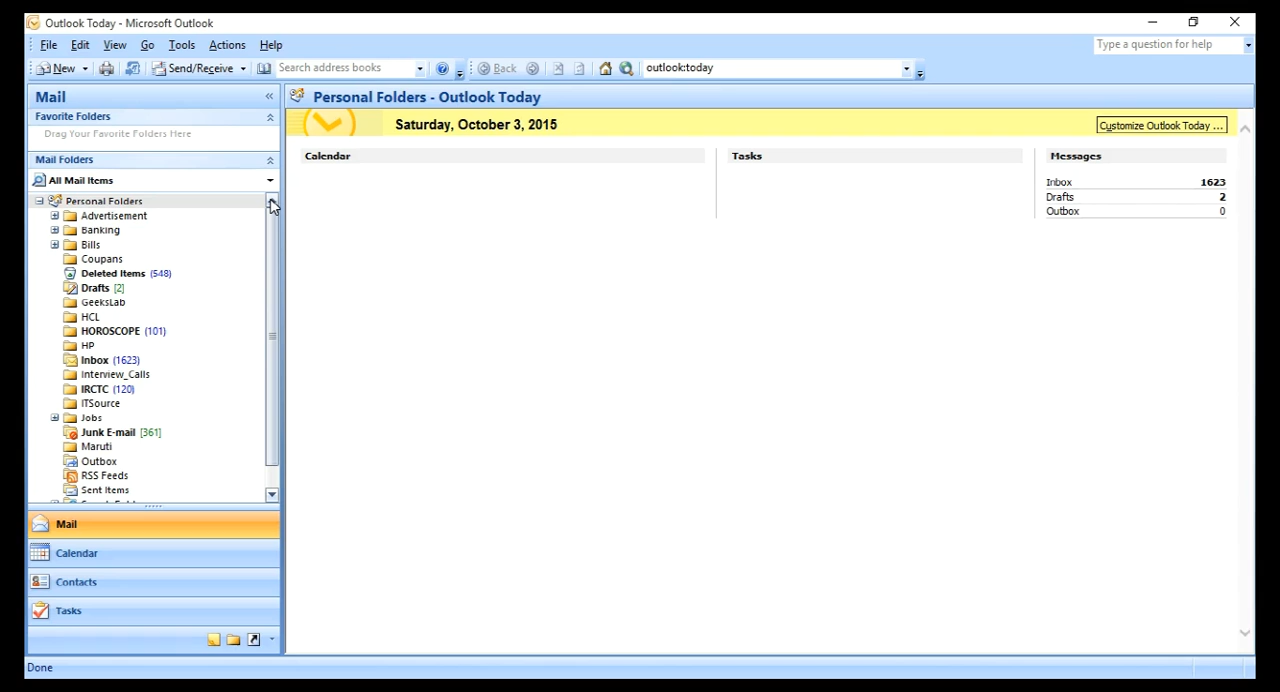 Outlook Today - Microsoft Outlook
File Edit View Go Tools Actions Help
Type a question for help
New Send/Receive Search address books Back outlook:today
Mail
Favorite Folders
Drag Your Favorite Folders Here
Mail Folders
All Mail Items
Personal Folders
Advertisement
Banking
Bills
Coupans
Deleted Items (548)
Drafts [2]
GeeksLab
HCL
HOROSCOPE (101)
HP
Inbox (1623)
Interview_Calls
IRCTC (120)
ITSource
Jobs
Junk E-mail [361]
Maruti
Outbox
RSS Feeds
Sent Items
Mail
Calendar
Contacts
Tasks
Personal Folders - Outlook Today
Saturday, October 3, 2015
Customize Outlook Today ...
Calendar
Tasks
Messages
Inbox 1623
Drafts 2
Outbox 0
Done